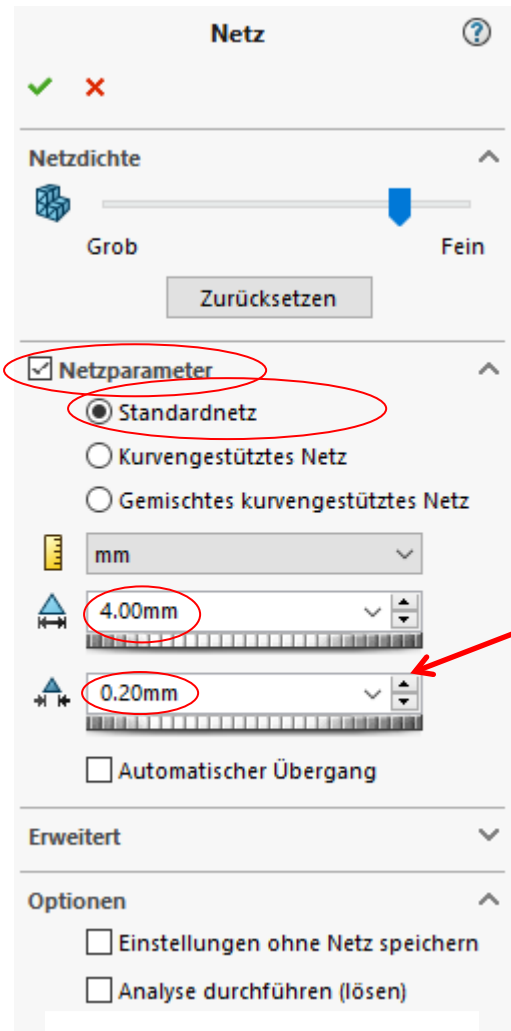 Netz
Netzdichte
Grob Fein
Zurücksetzen
Netzparameter
Standardnetz
Kurvengestütztes Netz
Gemischtes kurvengestütztes Netz
mm
4.00mm
0.20mm
Automatischer Übergang
Erweitert
Optionen
Einstellungen ohne Netz speichern
Analyse durchführen (lösen)